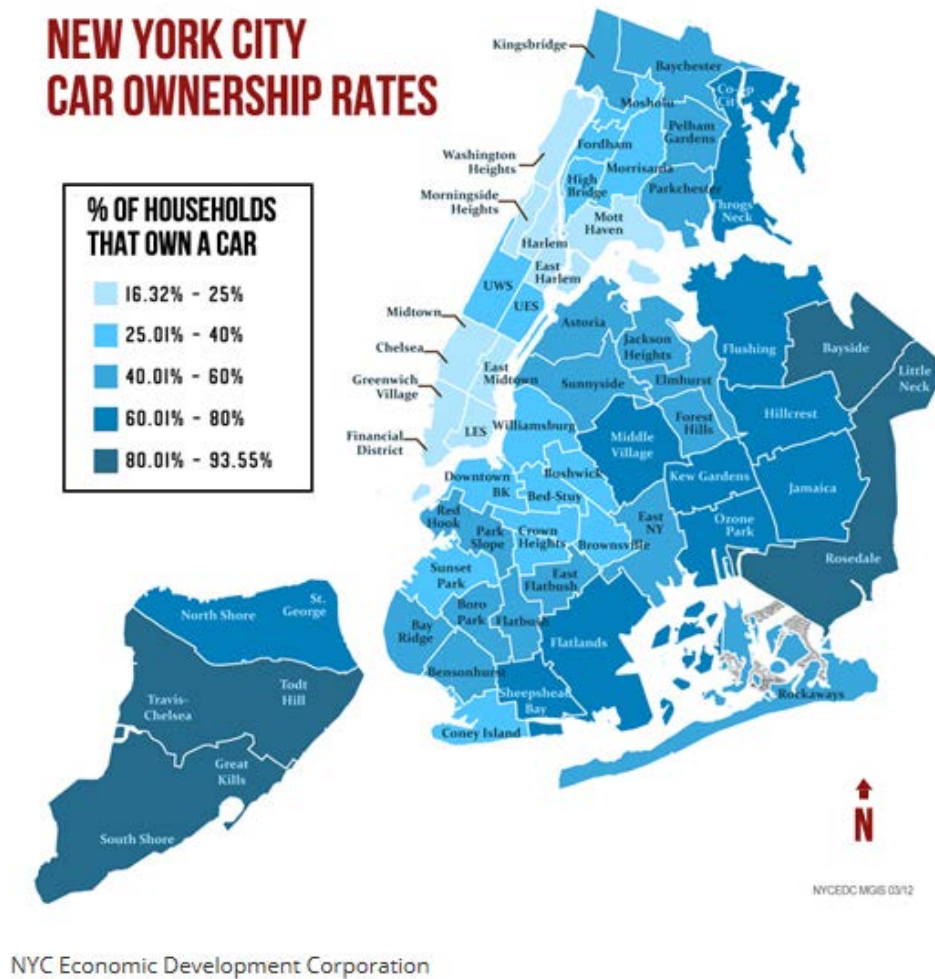 NEW YORK CITY
CAR OWNERSHIP RATES
% OF HOUSEHOLDS
THAT OWN A CAR
16.32% - 25%
25.01% - 40%
40.01% - 60%
60.01% - 80%
80.01% - 93.55%
Kingsbridge
Baychester
Co-op
City
Mosholu
Pelham
Gardens
Fordham
Washington
Heights
Morrisania
High
Bridge
Parkchester
Morningside
Heights
Throgs
Neck
Mott
Haven
Harlem
East
Harlem
UWS
UES
Midtown
Astoria
Jackson
Heights
Flushing
Bayside
Little
Neck
Chelsea
East
Midtown
Sunnyside
Elmhurst
Greenwich
Village
Hillcrest
Forest
Hills
LES
Williamsburg
Middle
Village
Financial
District
Downtown
BK
Boshwick
Kew Gardens
Jamaica
Bed-Stuy
Red
Hook
Park
Slope
Crown
Heights
Brownsville
East
NY
Ozone
Park
Rosedale
Sunset
Park
East
Flatbush
Boro
Park
Bay
Ridge
Flatbush
Flatlands
Bensonhurst
Sheepshead
Bay
Rockaways
Coney Island
North Shore
St.
George
Travis-
Chelsea
Todt
Hill
Great
Kills
South Shore
N
NYCEDC MGIS 03/12
NYC Economic Development Corporation